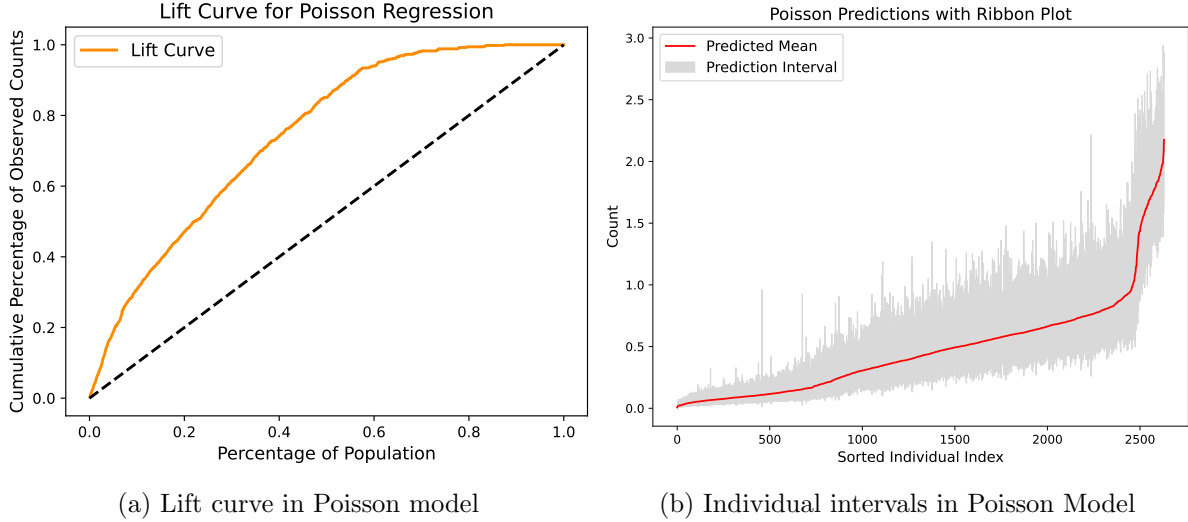 Lift Curve for Poisson Regression
Lift Curve
Cumulative Percentage of Observed Counts
1.0
0.8
0.6
0.4
0.2
0.0
0.0 0.2 0.4 0.6 0.8 1.0
Percentage of Population
(a) Lift curve in Poisson model
Poisson Predictions with Ribbon Plot
Predicted Mean
Prediction Interval
Count
3.0
2.5
2.0
1.5
1.0
0.5
0.0
0 500 1000 1500 2000 2500
Sorted Individual Index
(b) Individual intervals in Poisson Model